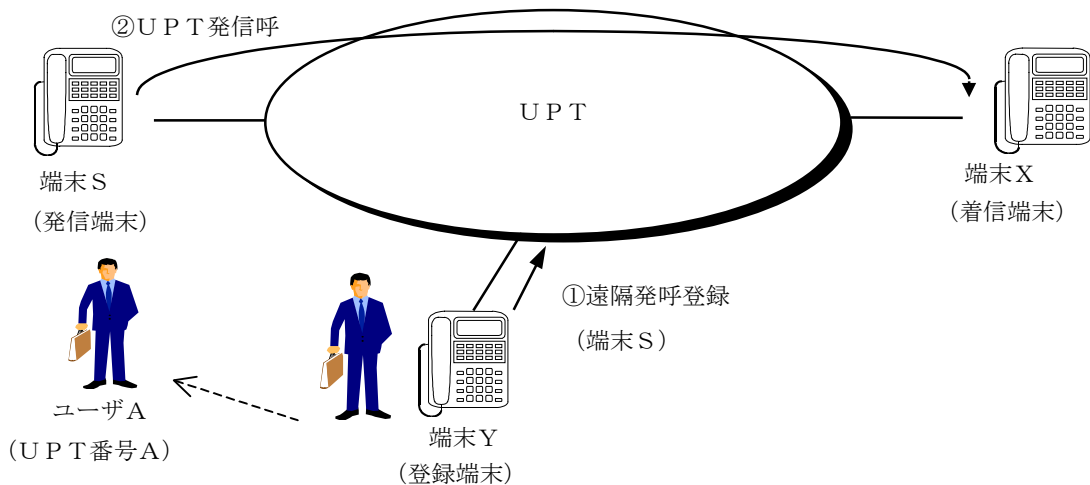 ②ＵＰＴ発信呼
ＵＰＴ
端末Ｓ
（発信端末）
端末Ｘ
（着信端末）
①遠隔発呼登録
（端末Ｓ）
ユーザＡ
（ＵＰＴ番号Ａ）
端末Ｙ
（登録端末）